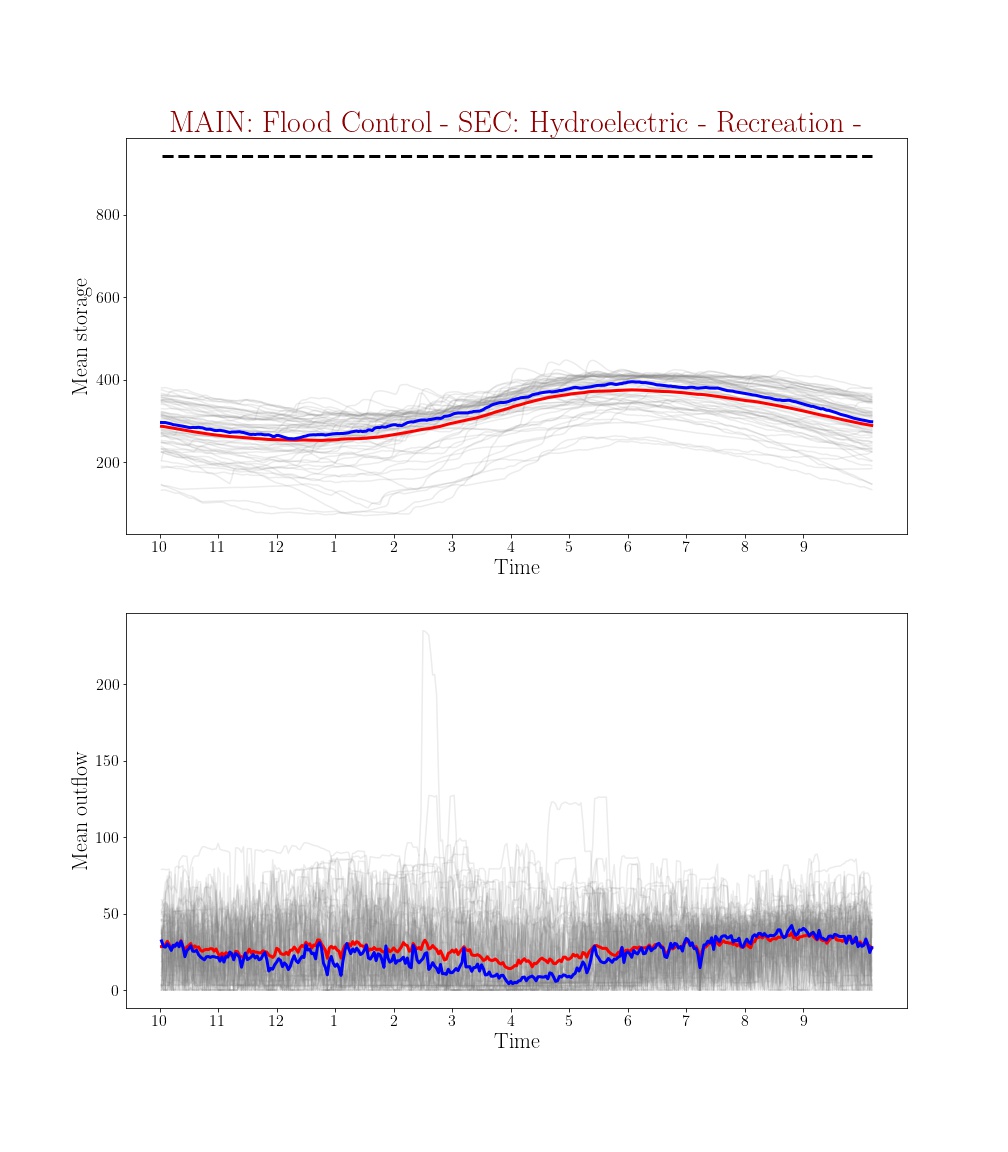 MAIN: Flood Control - SEC: Hydroelectric - Recreation -
800
600
400
200
Mean storage
10 11 12 1 2 3 4 5 6 7 8 9
Time
200
150
100
50
0
Mean outflow
10 11 12 1 2 3 4 5 6 7 8 9
Time